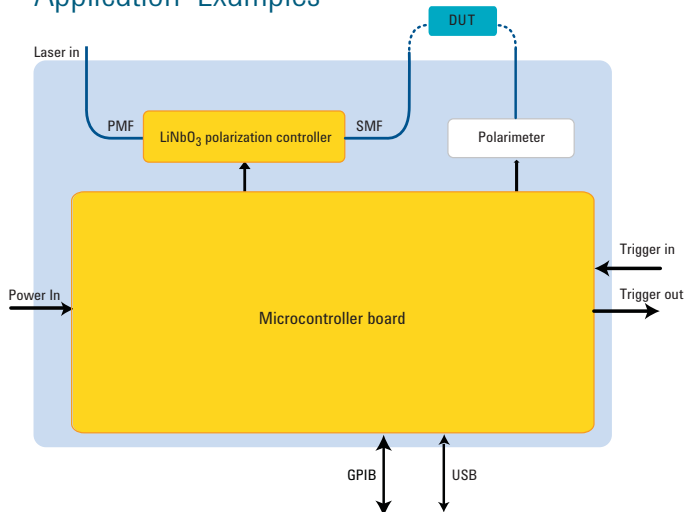 Application Examples
DUT
Laser in
PMF
LiNbO3 polarization controller
SMF
Polarimeter
Trigger in
Power In
Trigger out
Microcontroller board
GPIB
USB